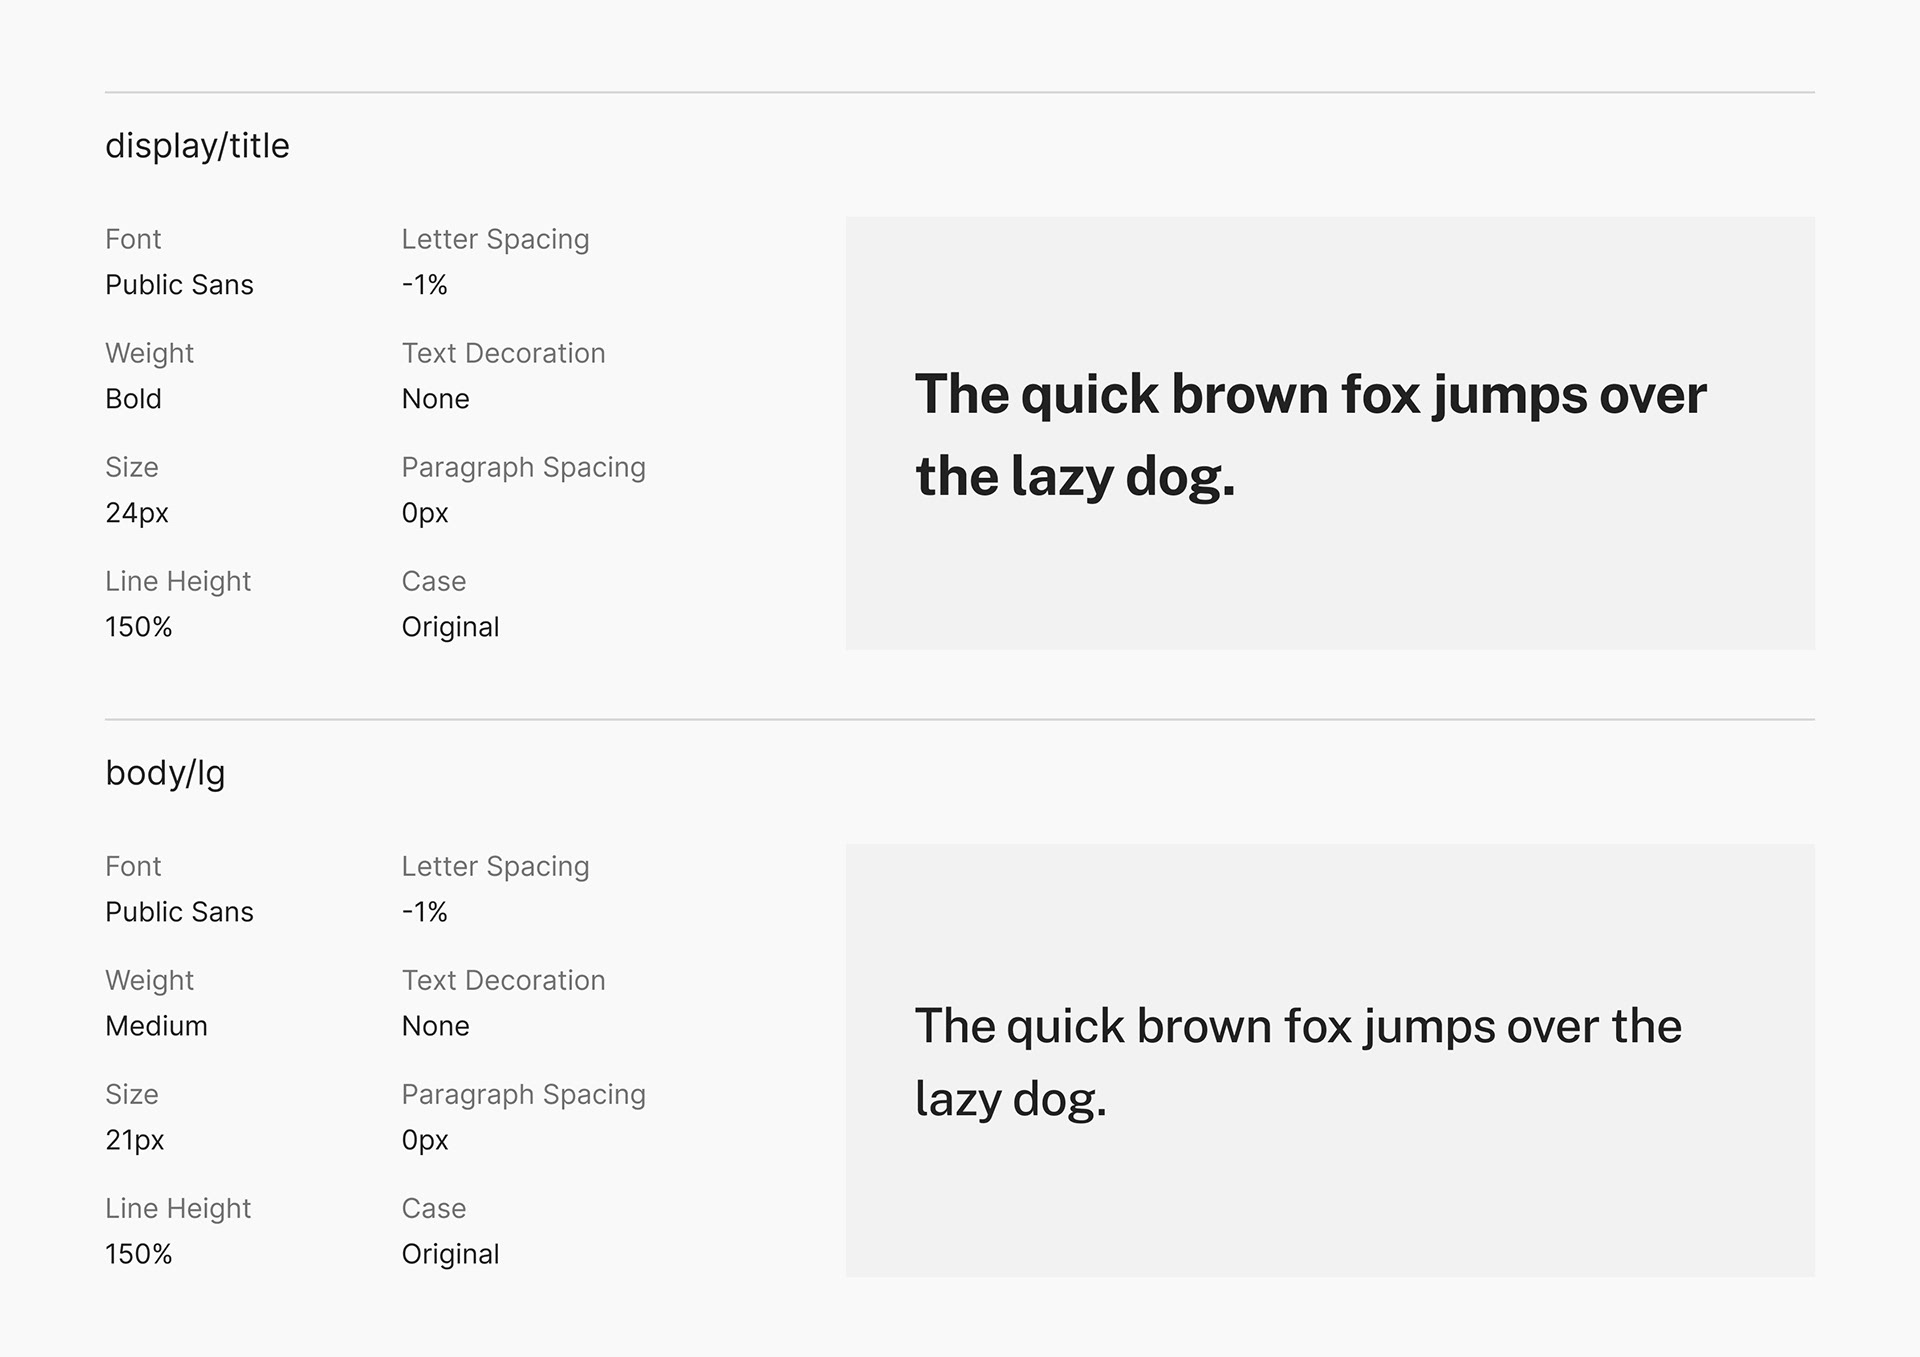 display/title
Font
Public Sans
Weight
Bold
Size
24px
Line Height
150%
Letter Spacing
-1%
Text Decoration
None
Paragraph Spacing
0px
Case
Original
The quick brown fox jumps over
the lazy dog.
body/lg
Font
Public Sans
Weight
Medium
Size
21px
Line Height
150%
Letter Spacing
-1%
Text Decoration
None
Paragraph Spacing
0px
Case
Original
The quick brown fox jumps over the
lazy dog.